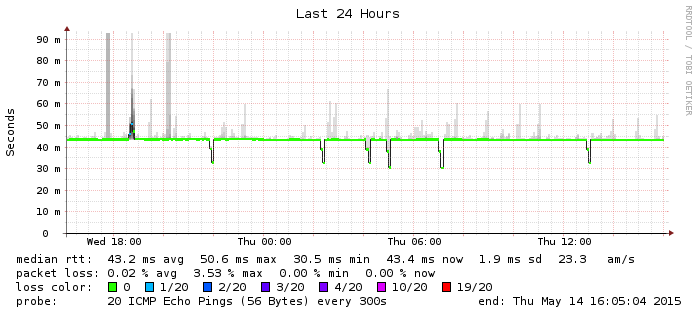 Last 24 Hours
RRDTOOL / TOBI OETIKER
Seconds
90 m
80 m
70 m
60 m
50 m
40 m
30 m
20 m
10 m
0
Wed 18:00 Thu 00:00 Thu 06:00 Thu 12:00
median rtt: 43.2 ms avg 50.6 ms max 30.5 ms min 43.4 ms now 1.9 ms sd 23.3 am/s
packet loss: 0.02 % avg 3.53 % max 0.00 % min 0.00 % now
loss color: 0 1/20 2/20 3/20 4/20 10/20 19/20
probe: 20 ICMP Echo Pings (56 Bytes) every 300s end: Thu May 14 16:05:04 2015